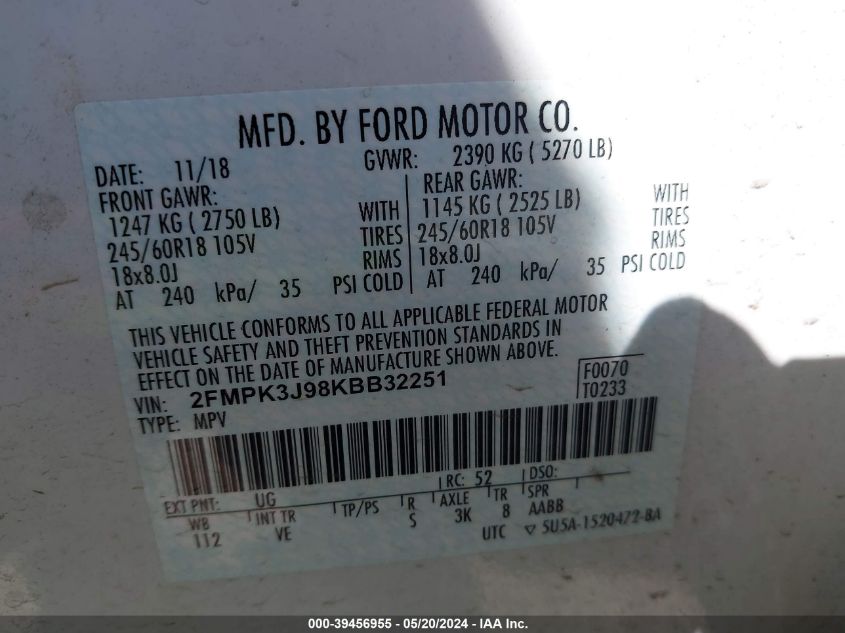 MFD. BY FORD MOTOR CO.
DATE: 11/18 GVWR: 2390 KG ( 5270 LB)
FRONT GAWR: REAR GAWR:
1247 KG ( 2750 LB) WITH 1145 KG ( 2525 LB) WITH
245/60R18 105V TIRES 245/60R18 105V TIRES
18x8.0J RIMS 18x8.0J RIMS
AT 240 kPa/ 35 PSI COLD AT 240 kPa/ 35 PSI COLD
THIS VEHICLE CONFORMS TO ALL APPLICABLE FEDERAL MOTOR
VEHICLE SAFETY AND THEFT PREVENTION STANDARDS IN
EFFECT ON THE DATE OF MANUFACTURE SHOWN ABOVE.
VIN: 2FMPK3J98KBB32251 F0070
TYPE: MPV T0233
EXT PNT: UG RC: 52 DSO:
WB INT TR TP/PS R AXLE TR SPR
112 VE S 3K 8 AABB
UTC ▽ 5U5A-1520472-BA
000-39456955 - 05/20/2024 - IAA Inc.